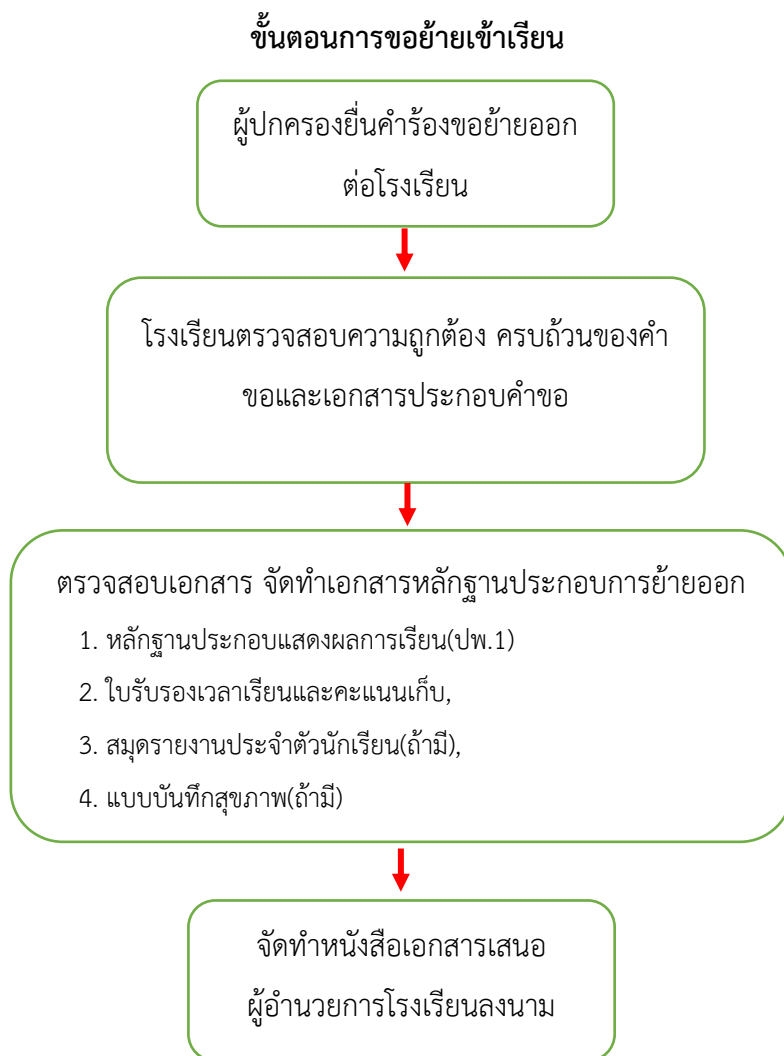 ขั้นตอนการขอย้ายเข้าเรียน
ผู้ปกครองยื่นคำร้องขอย้ายออก
ต่อโรงเรียน
โรงเรียนตรวจสอบความถูกต้อง ครบถ้วนของคำ
ขอและเอกสารประกอบคำขอ
ตรวจสอบเอกสาร จัดทำเอกสารหลักฐานประกอบการย้ายออก
1. หลักฐานประกอบแสดงผลการเรียน(ปพ.1)
2. ใบรับรองเวลาเรียนและคะแนนเก็บ,
3. สมุดรายงานประจำตัวนักเรียน(ถ้ามี),
4. แบบบันทึกสุขภาพ(ถ้ามี)
จัดทำหนังสือเอกสารเสนอ
ผู้อำนวยการโรงเรียนลงนาม